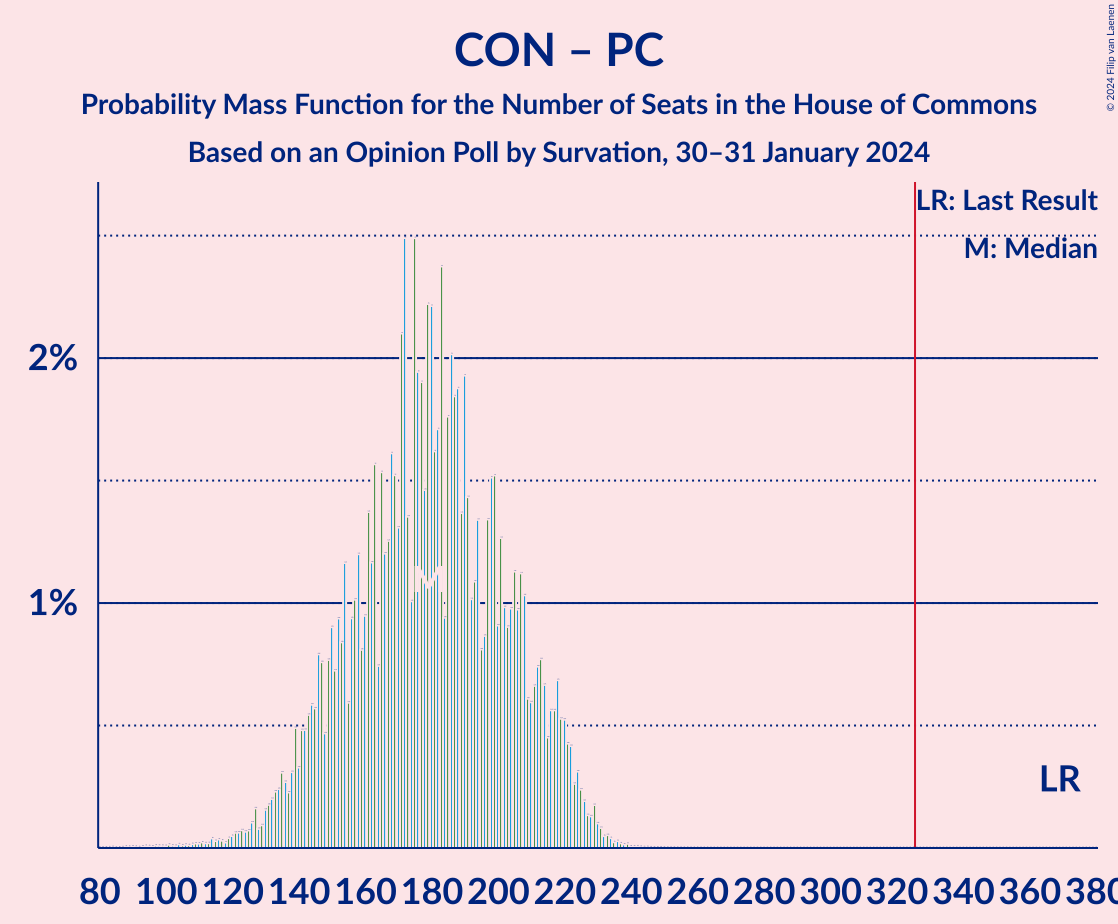 CON – PC
Probability Mass Function for the Number of Seats in the House of Commons
Based on an Opinion Poll by Survation, 30–31 January 2024
© 2024 Filip van Laenen
LR: Last Result
M: Median
2%
1%
LR
80 100 120 140 160 180 200 220 240 260 280 300 320 340 360 380